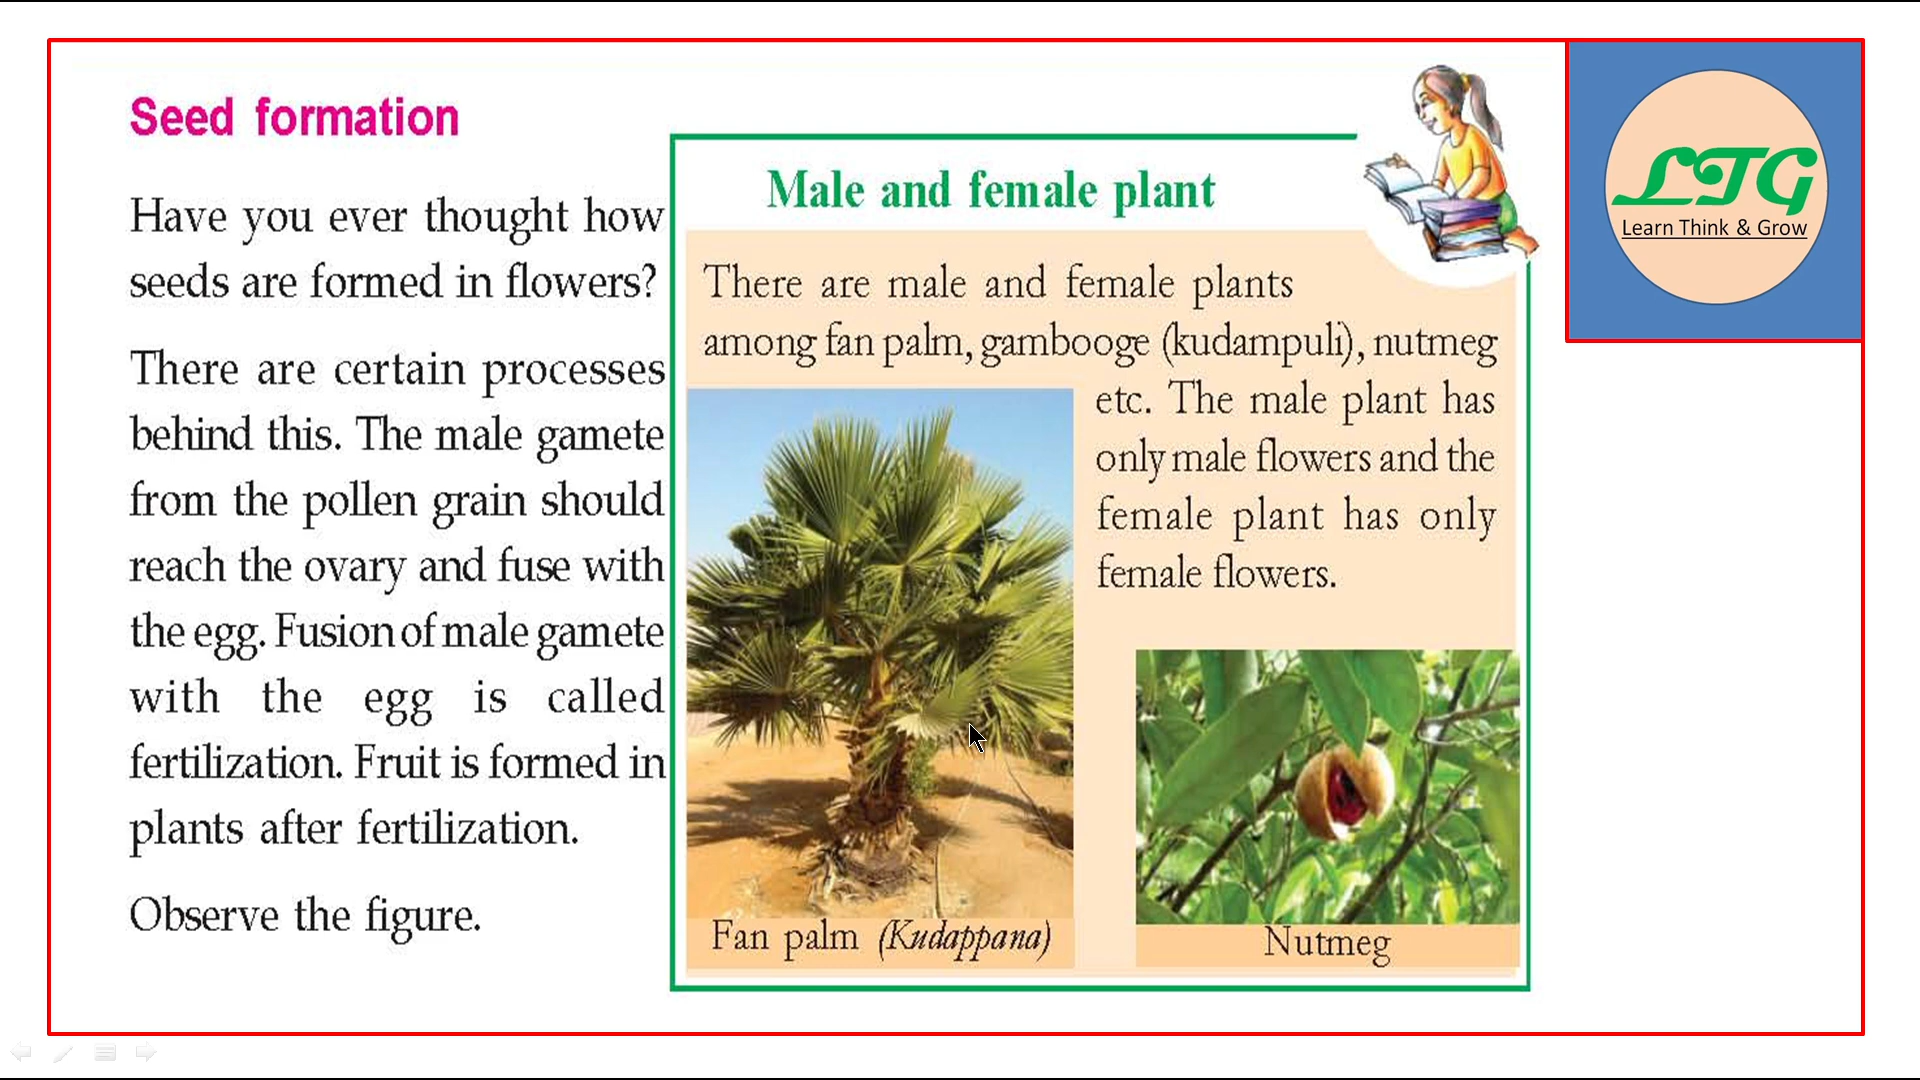 Seed formation
Have you ever thought how
seeds are formed in flowers?
There are certain processes
behind this. The male gamete
from the pollen grain should
reach the ovary and fuse with
the egg. Fusion of male gamete
with the egg is called
fertilization. Fruit is formed in
plants after fertilization.
Observe the figure.
Male and female plant
There are male and female plants
among fan palm, gambooge (kudampuli), nutmeg
etc. The male plant has
only male flowers and the
female plant has only
female flowers.
Fan palm (Kudappana)
Nutmeg
LTG
Learn Think & Grow